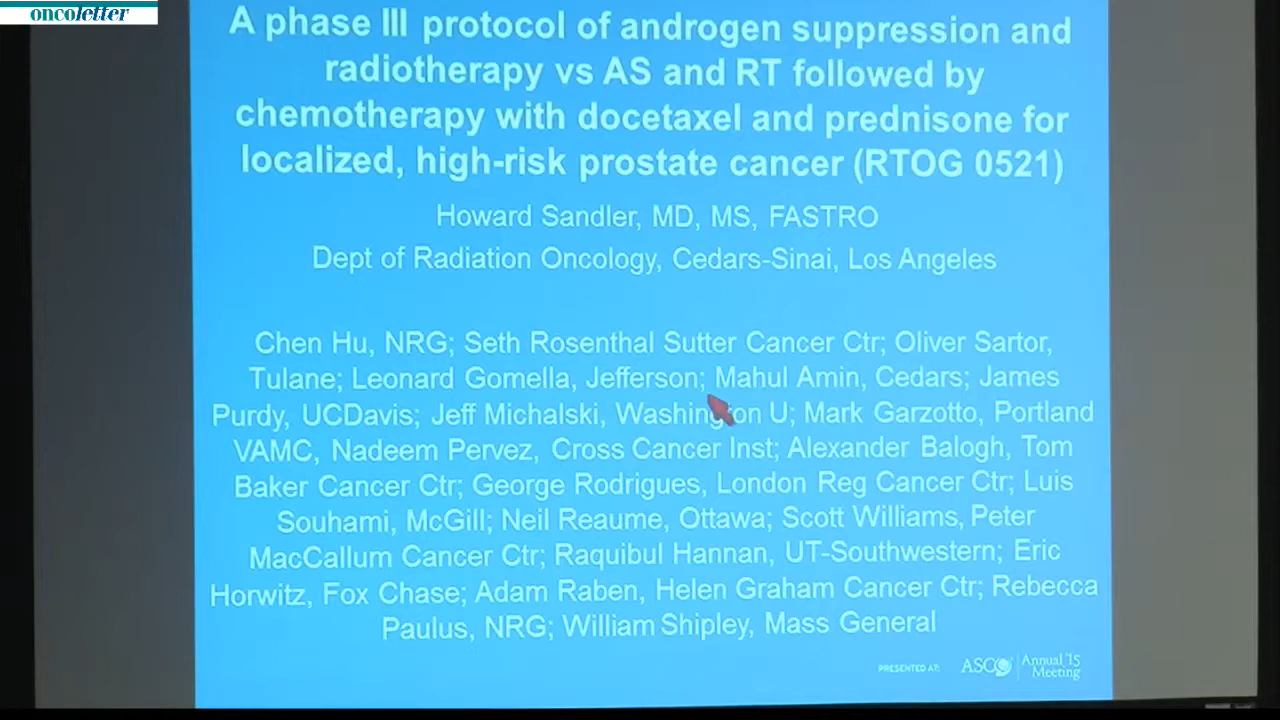 oncoletter
A phase III protocol of androgen suppression and
radiotherapy vs AS and RT followed by
chemotherapy with docetaxel and prednisone for
localized, high-risk prostate cancer (RTOG 0521)
Howard Sandler, MD, MS, FASTRO
Dept of Radiation Oncology, Cedars-Sinai, Los Angeles
Chen Hu, NRG; Seth Rosenthal Sutter Cancer Ctr; Oliver Sartor,
Tulane; Leonard Gomella, Jefferson; Mahul Amin, Cedars; James
Purdy, UCDavis; Jeff Michalski, Washington U; Mark Garzotto, Portland
VAMC, Nadeem Pervez, Cross Cancer Inst; Alexander Balogh, Tom
Baker Cancer Ctr; George Rodrigues, London Reg Cancer Ctr; Luis
Souhami, McGill; Neil Reaume, Ottawa; Scott Williams, Peter
MacCallum Cancer Ctr; Raquibul Hannan, UT-Southwestern; Eric
Horwitz, Fox Chase; Adam Raben, Helen Graham Cancer Ctr; Rebecca
Paulus, NRG; William Shipley, Mass General
PRESENTED AT: ASCO Annual '15
Meeting